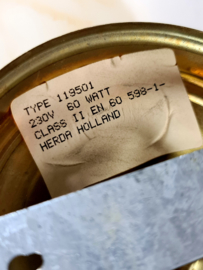 TYPE 119501
230V 60 WATT
CLASS II EN 60 598-1-
HERDA HOLLAND